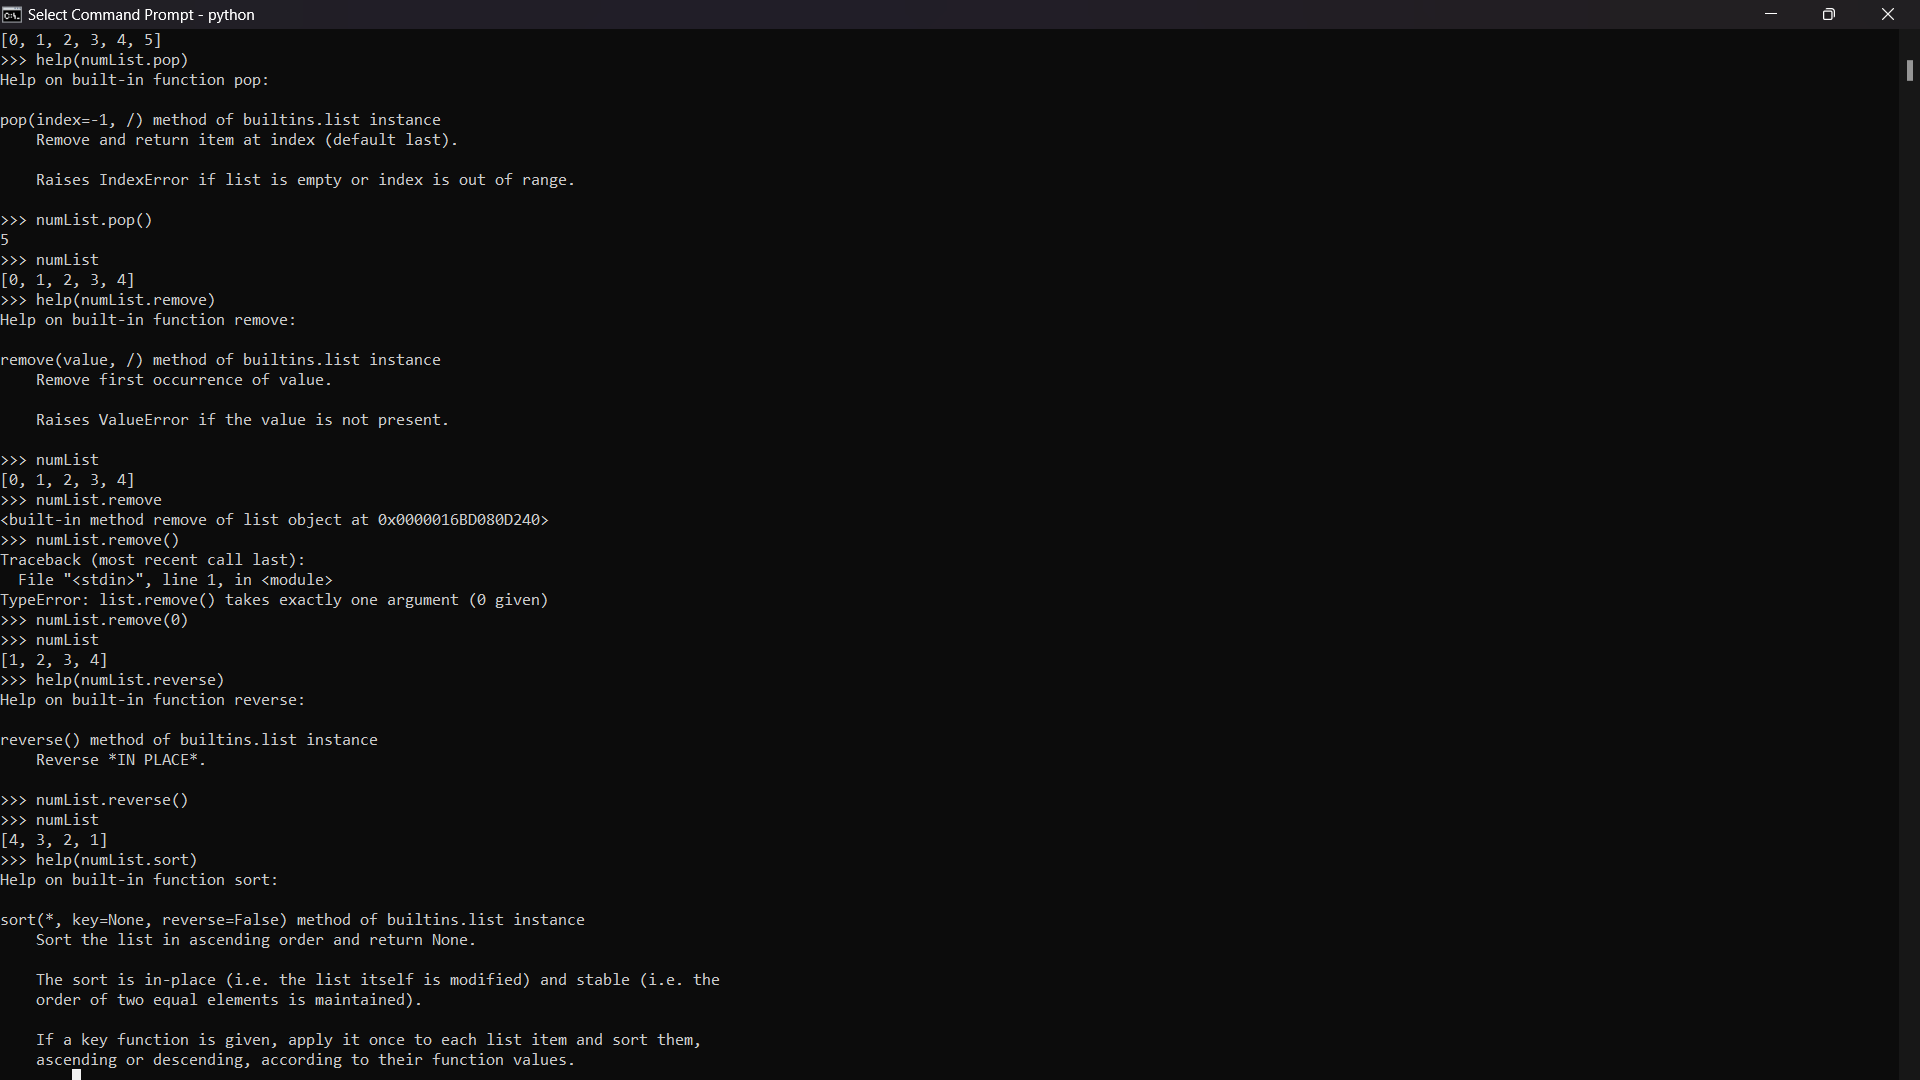 Select Command Prompt - python
[0, 1, 2, 3, 4, 5]
>>> help(numList.pop)
Help on built-in function pop:
pop(index=-1, /) method of builtins.list instance
    Remove and return item at index (default last).
    Raises IndexError if list is empty or index is out of range.
>>> numList.pop()
5
>>> numList
[0, 1, 2, 3, 4]
>>> help(numList.remove)
Help on built-in function remove:
remove(value, /) method of builtins.list instance
    Remove first occurrence of value.
    Raises ValueError if the value is not present.
>>> numList
[0, 1, 2, 3, 4]
>>> numList.remove
<built-in method remove of list object at 0x0000016BD080D240>
>>> numList.remove()
Traceback (most recent call last):
  File "<stdin>", line 1, in <module>
TypeError: list.remove() takes exactly one argument (0 given)
>>> numList.remove(0)
>>> numList
[1, 2, 3, 4]
>>> help(numList.reverse)
Help on built-in function reverse:
reverse() method of builtins.list instance
    Reverse *IN PLACE*.
>>> numList.reverse()
>>> numList
[4, 3, 2, 1]
>>> help(numList.sort)
Help on built-in function sort:
sort(*, key=None, reverse=False) method of builtins.list instance
    Sort the list in ascending order and return None.
    The sort is in-place (i.e. the list itself is modified) and stable (i.e. the
    order of two equal elements is maintained).
    If a key function is given, apply it once to each list item and sort them,
    ascending or descending, according to their function values.